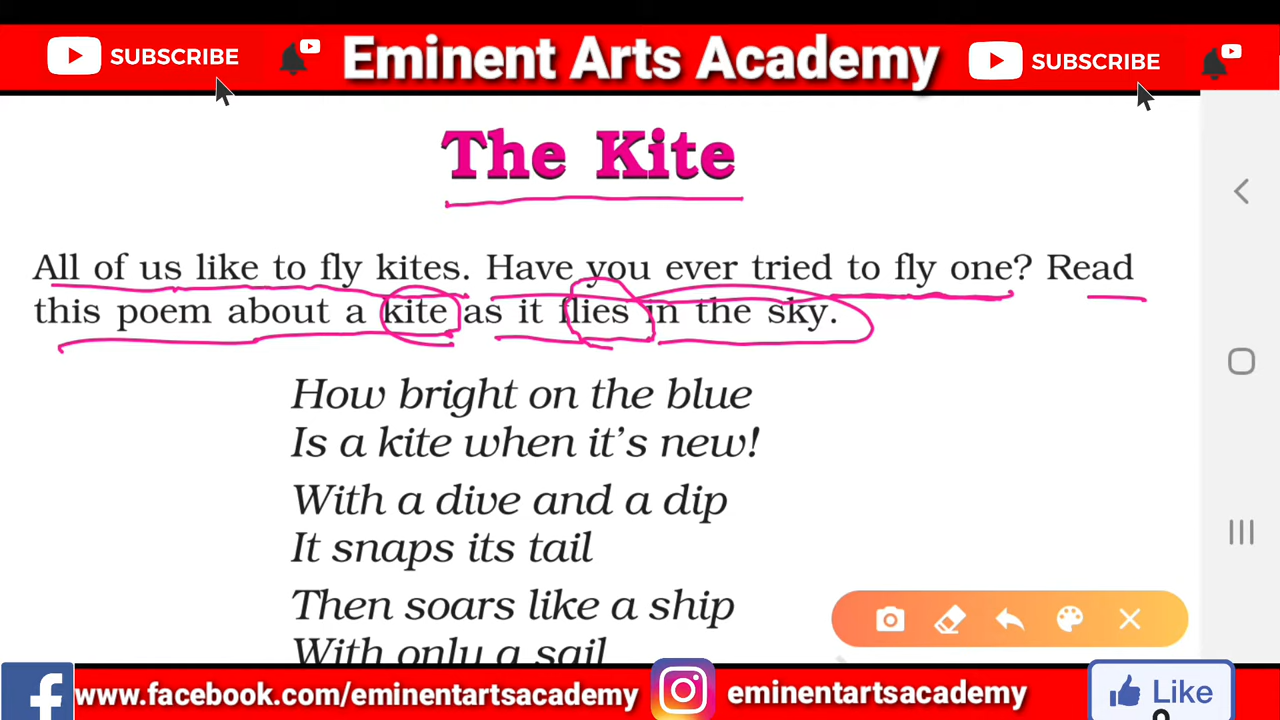 SUBSCRIBE Eminent Arts Academy SUBSCRIBE
The Kite
All of us like to fly kites. Have you ever tried to fly one? Read
this poem about a kite as it flies in the sky.
How bright on the blue
Is a kite when it's new!
With a dive and a dip
It snaps its tail
Then soars like a ship
With only a sail
www.facebook.com/eminentartsacademy eminentartsacademy Like